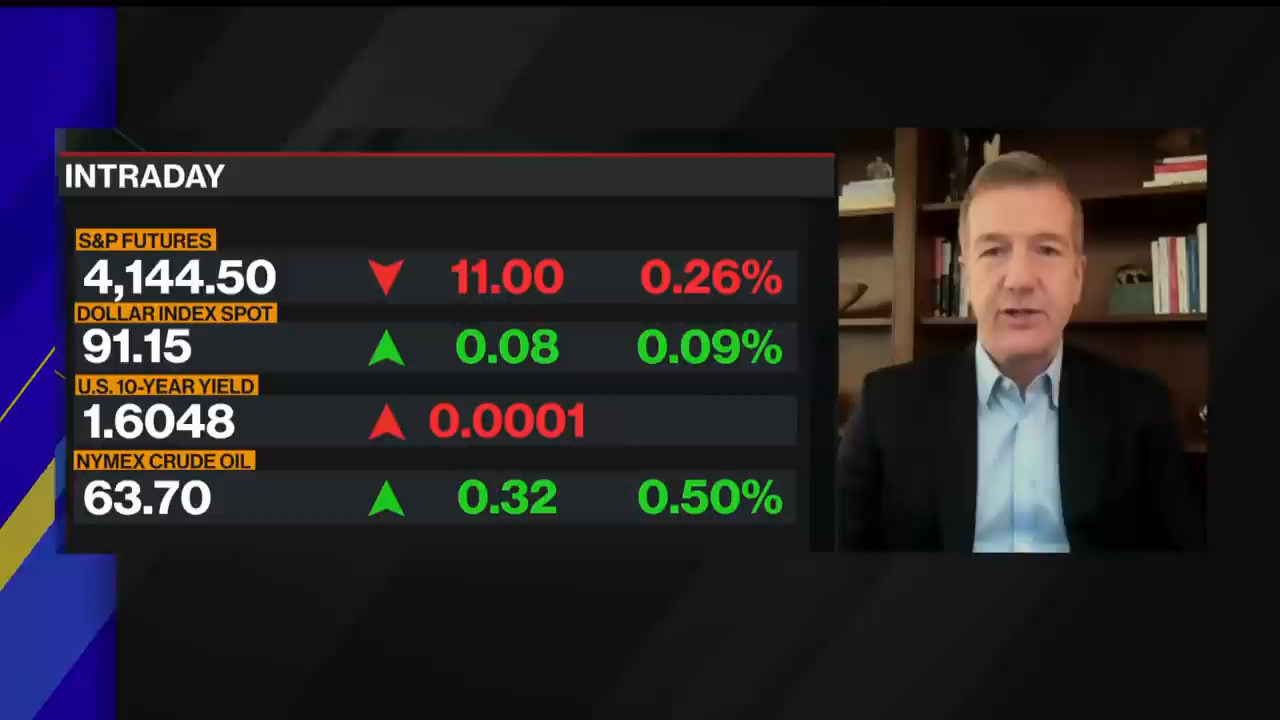 INTRADAY
S&P FUTURES
4,144.50 11.00 0.26%
DOLLAR INDEX SPOT
91.15 0.08 0.09%
U.S. 10-YEAR YIELD
1.6048 0.0001
NYMEX CRUDE OIL
63.70 0.32 0.50%